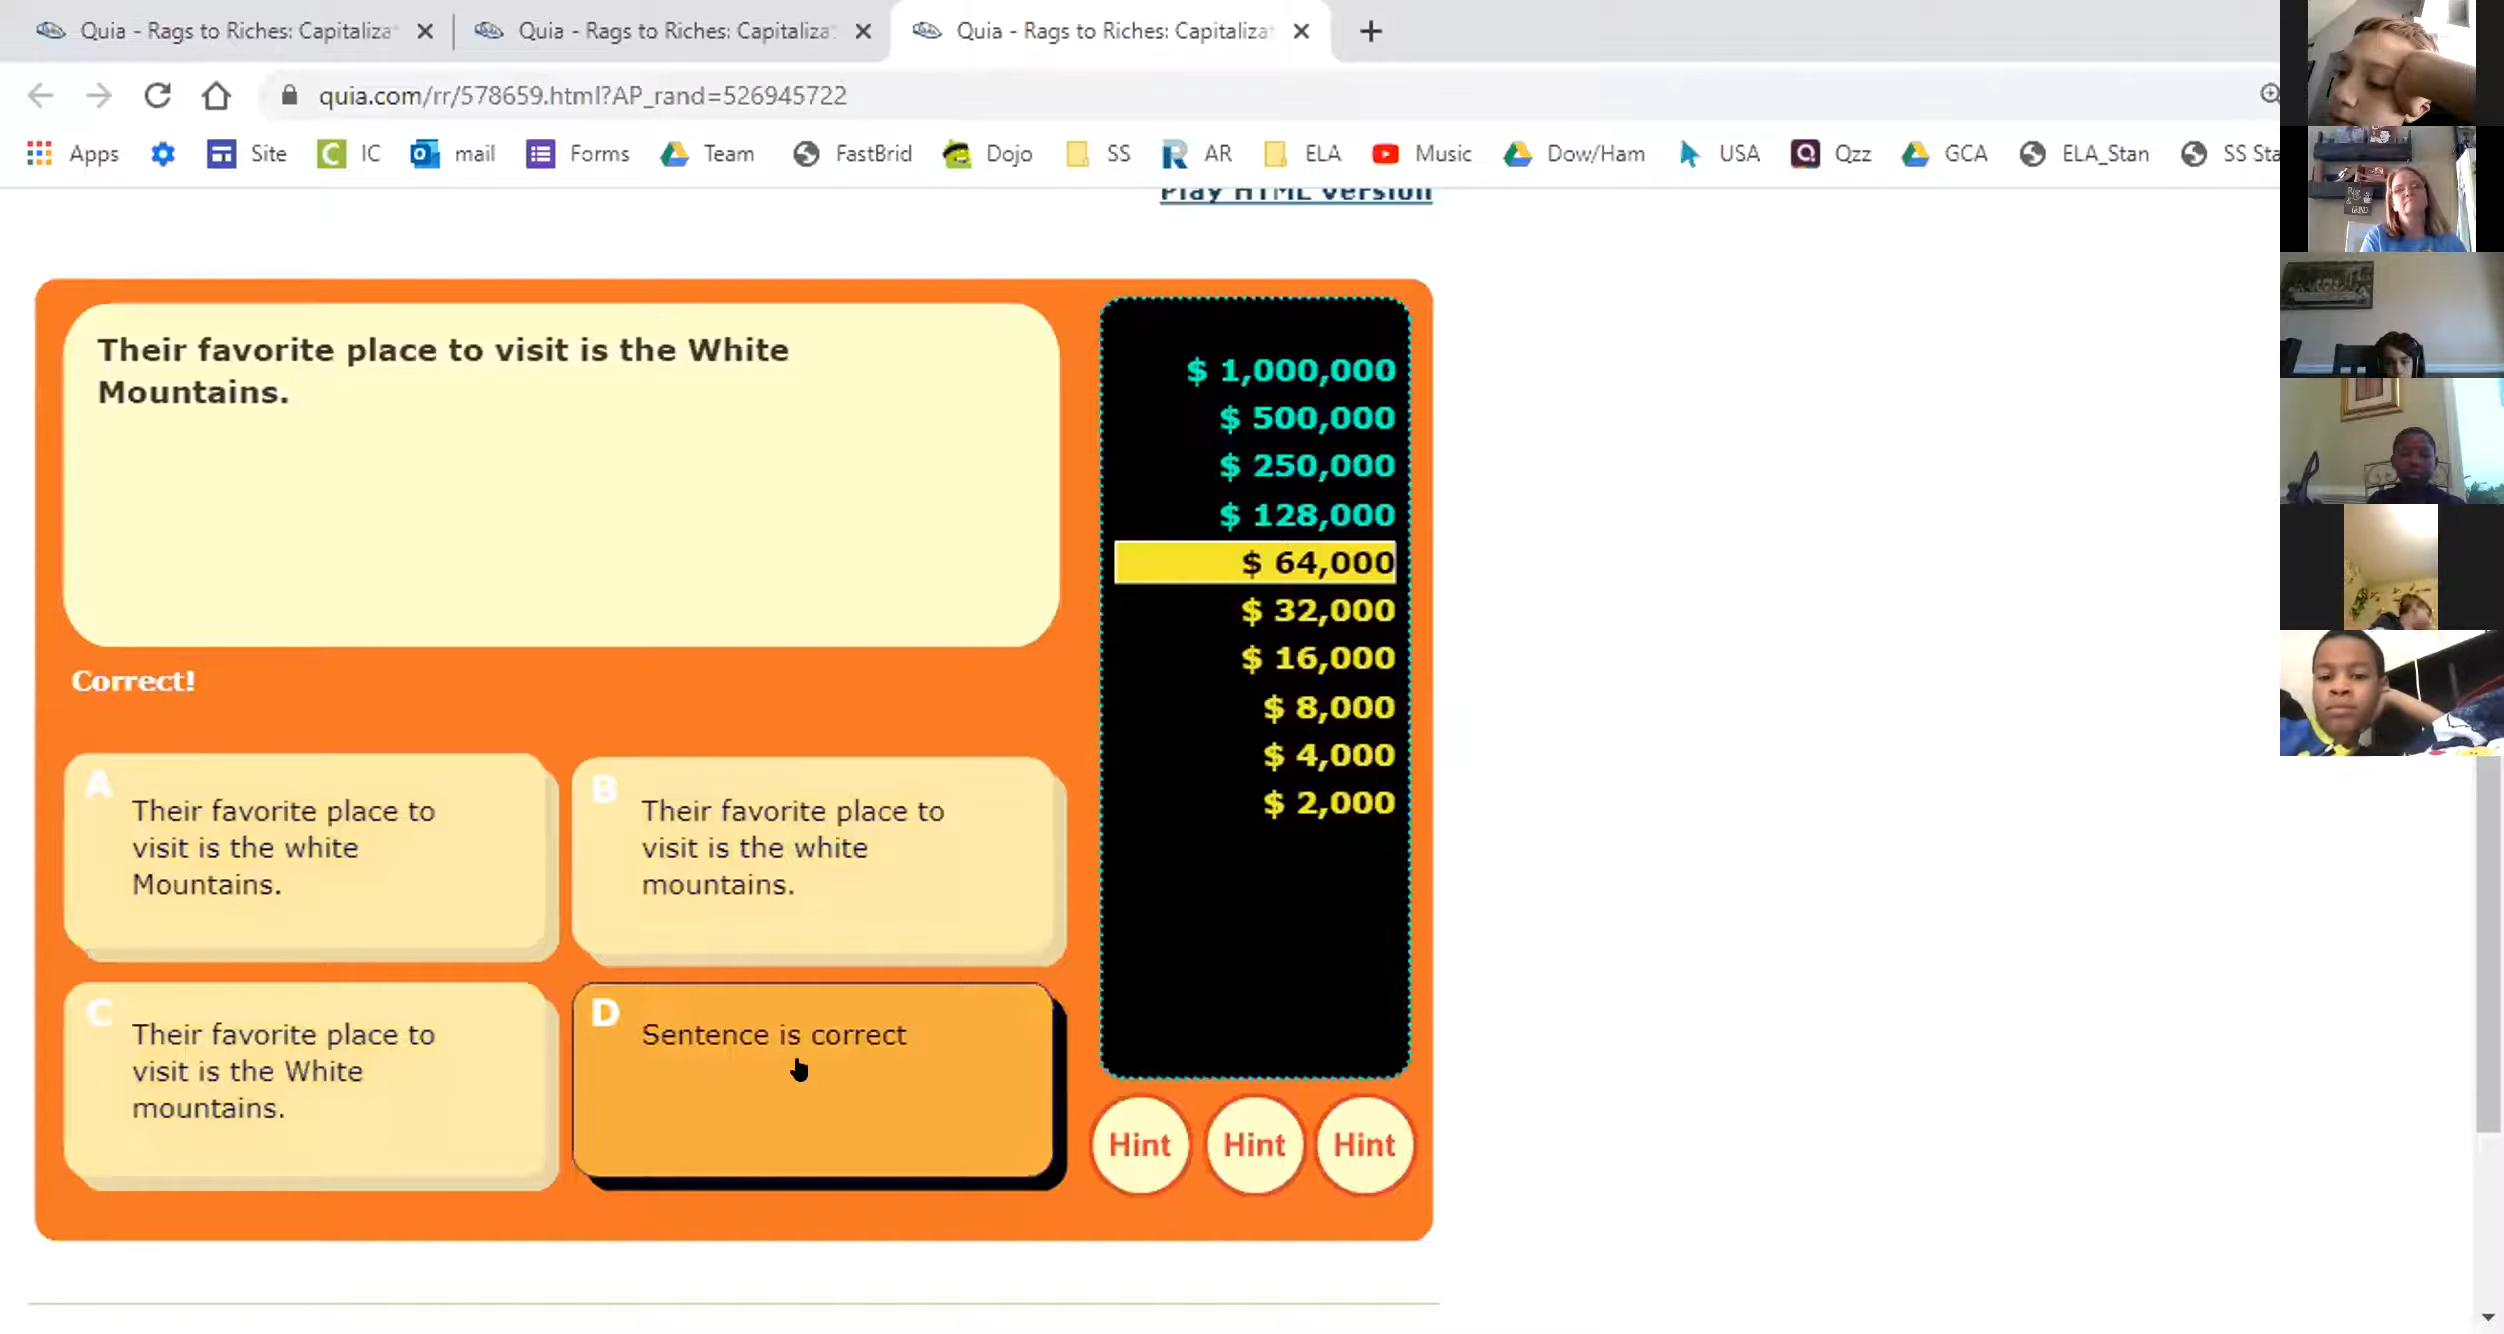 Quia - Rags to Riches: Capitaliza
Quia - Rags to Riches: Capitaliza
Quia - Rags to Riches: Capitaliza
quia.com/rr/578659.html?AP_rand=526945722
Apps Site IC mail Forms Team FastBrid Dojo SS AR ELA Music Dow/Ham USA Qzz GCA ELA_Stan SS Sta
Play HTML version
Their favorite place to visit is the White
Mountains.
$ 1,000,000
$ 500,000
$ 250,000
$ 128,000
$ 64,000
$ 32,000
$ 16,000
$ 8,000
$ 4,000
$ 2,000
Correct!
A
Their favorite place to
visit is the white
Mountains.
B
Their favorite place to
visit is the white
mountains.
C
Their favorite place to
visit is the White
mountains.
D
Sentence is correct
Hint
Hint
Hint